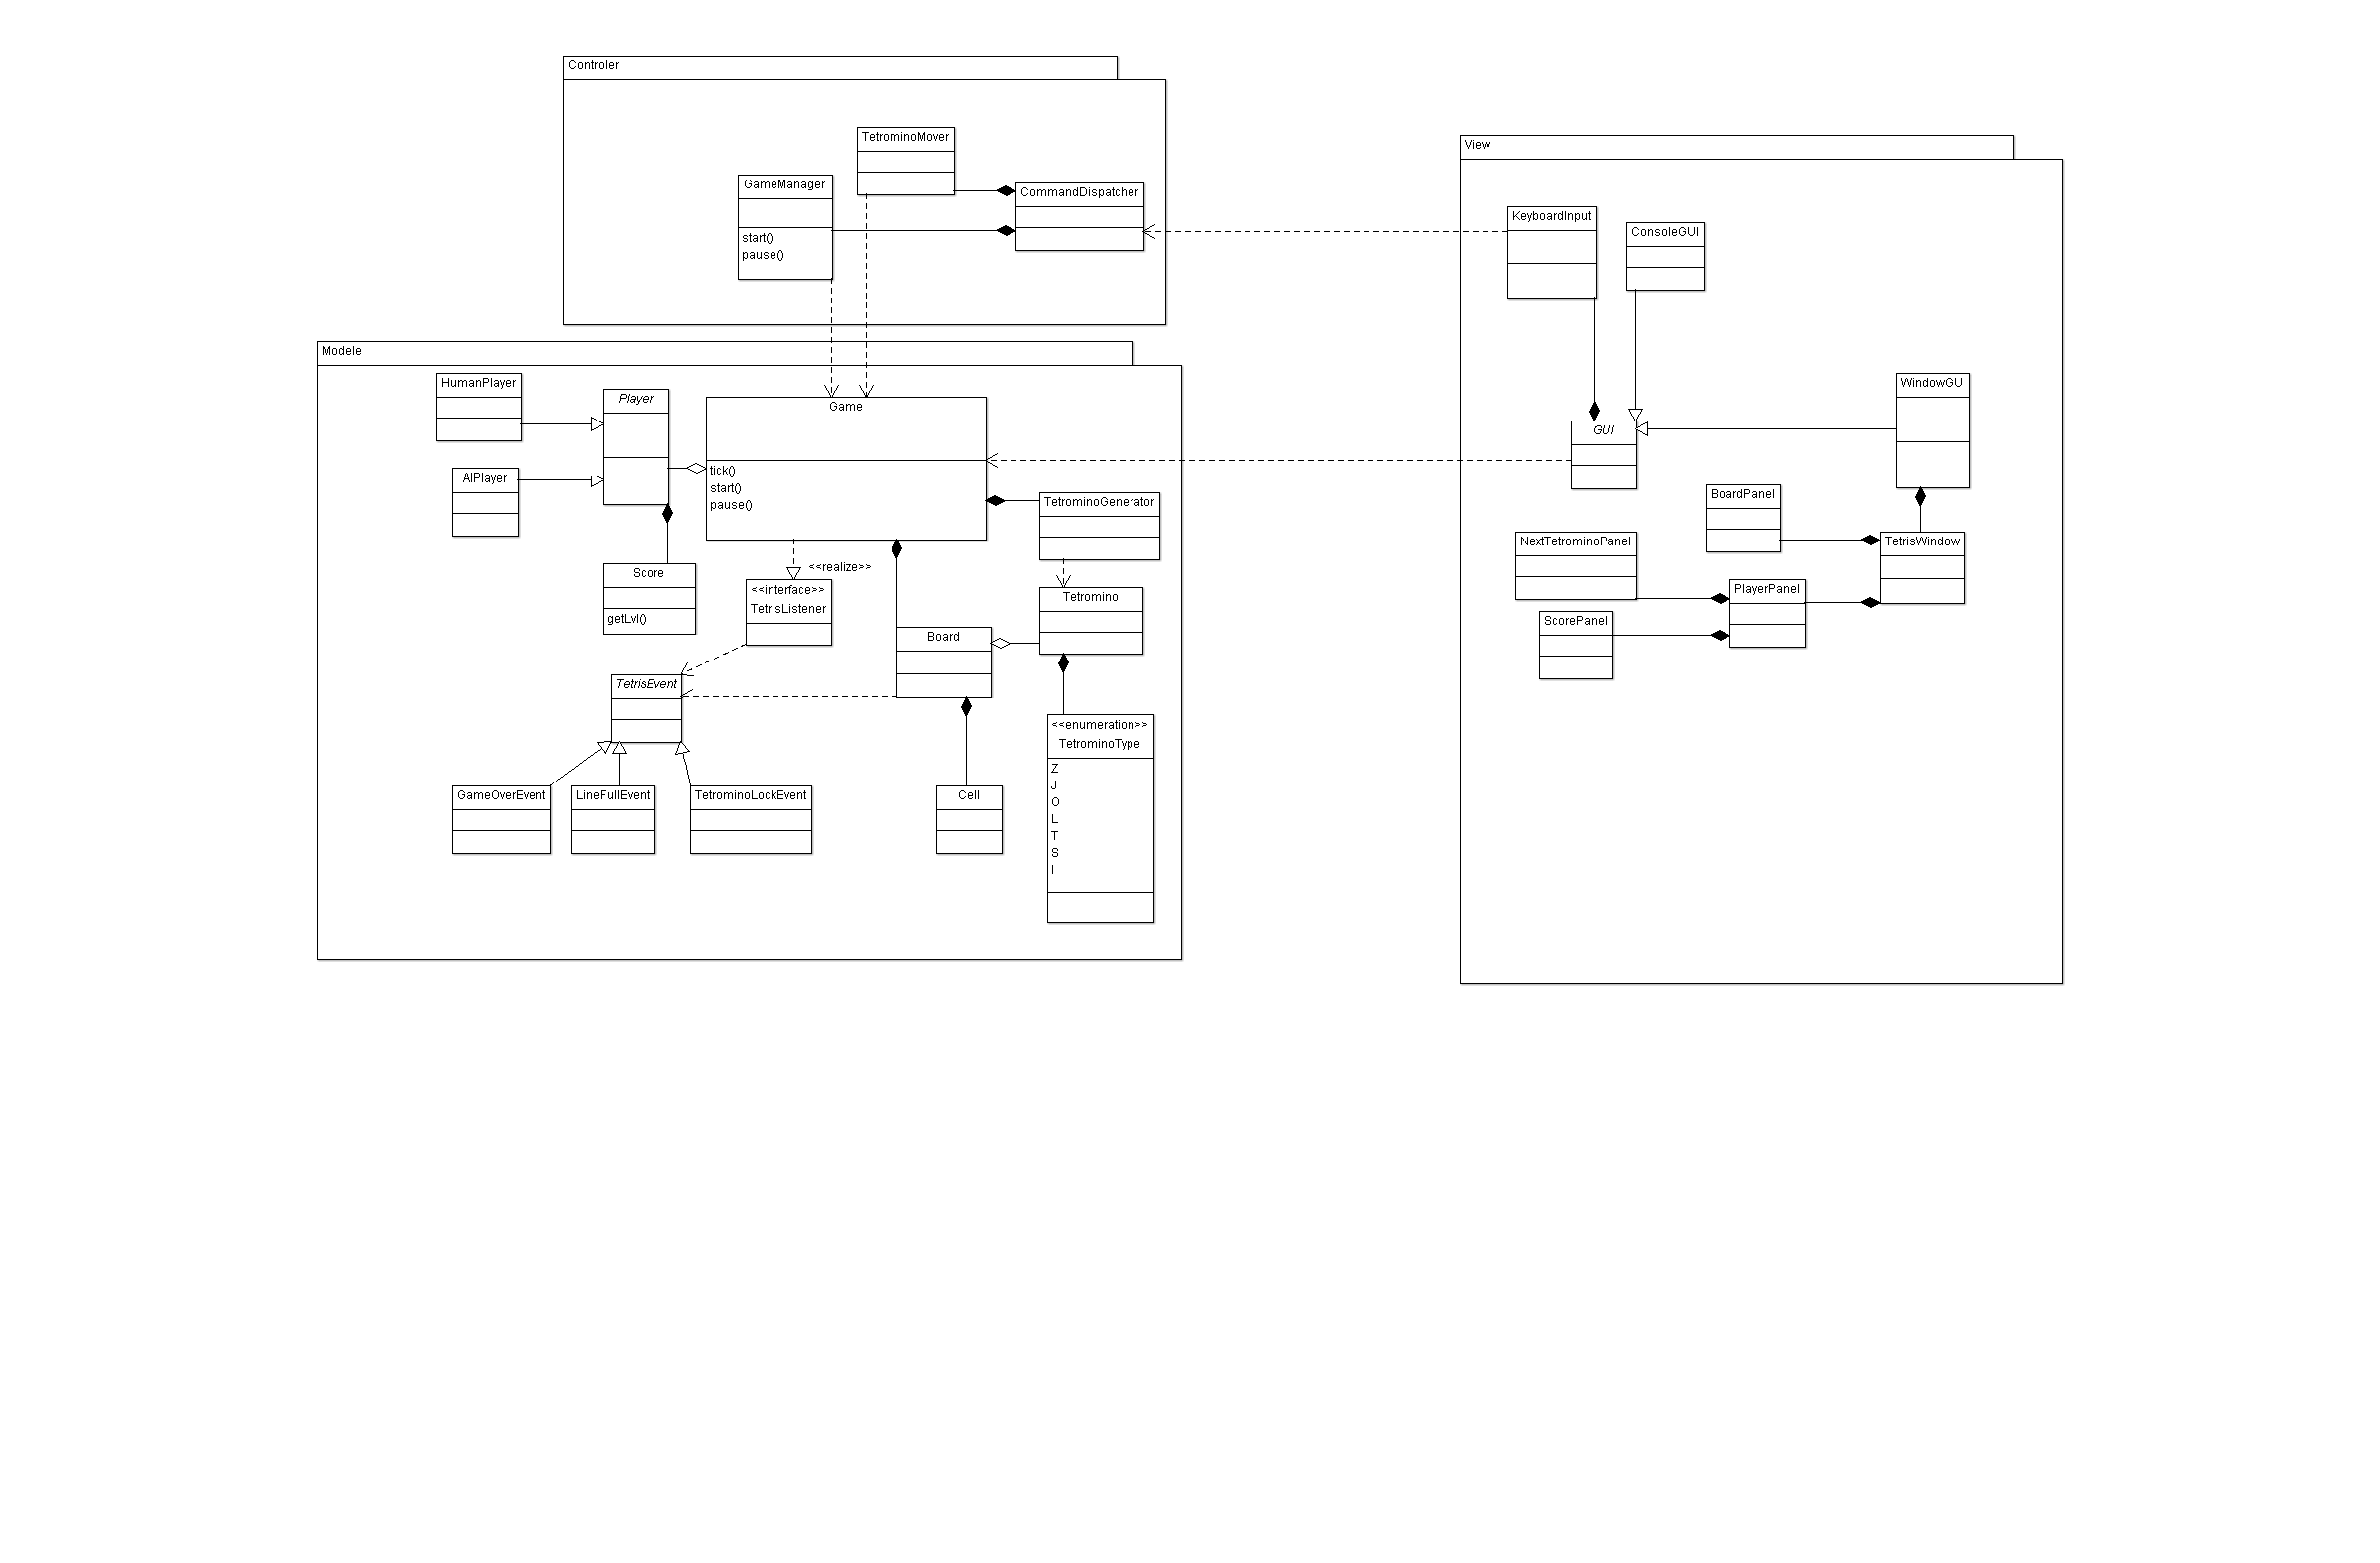 Controler
TetrominoMover
GameManager
start()
pause()
CommandDispatcher
Modele
HumanPlayer
AIPlayer
Player
Score
getLvl()
Game
tick()
start()
pause()
<<realize>>
<<interface>>
TetrisListener
TetrominoGenerator
Tetromino
Board
TetrisEvent
GameOverEvent
LineFullEvent
TetrominoLockEvent
Cell
<<enumeration>>
TetrominoType
Z
J
O
L
T
S
I
View
KeyboardInput
ConsoleGUI
WindowGUI
GUI
BoardPanel
NextTetrominoPanel
TetrisWindow
PlayerPanel
ScorePanel